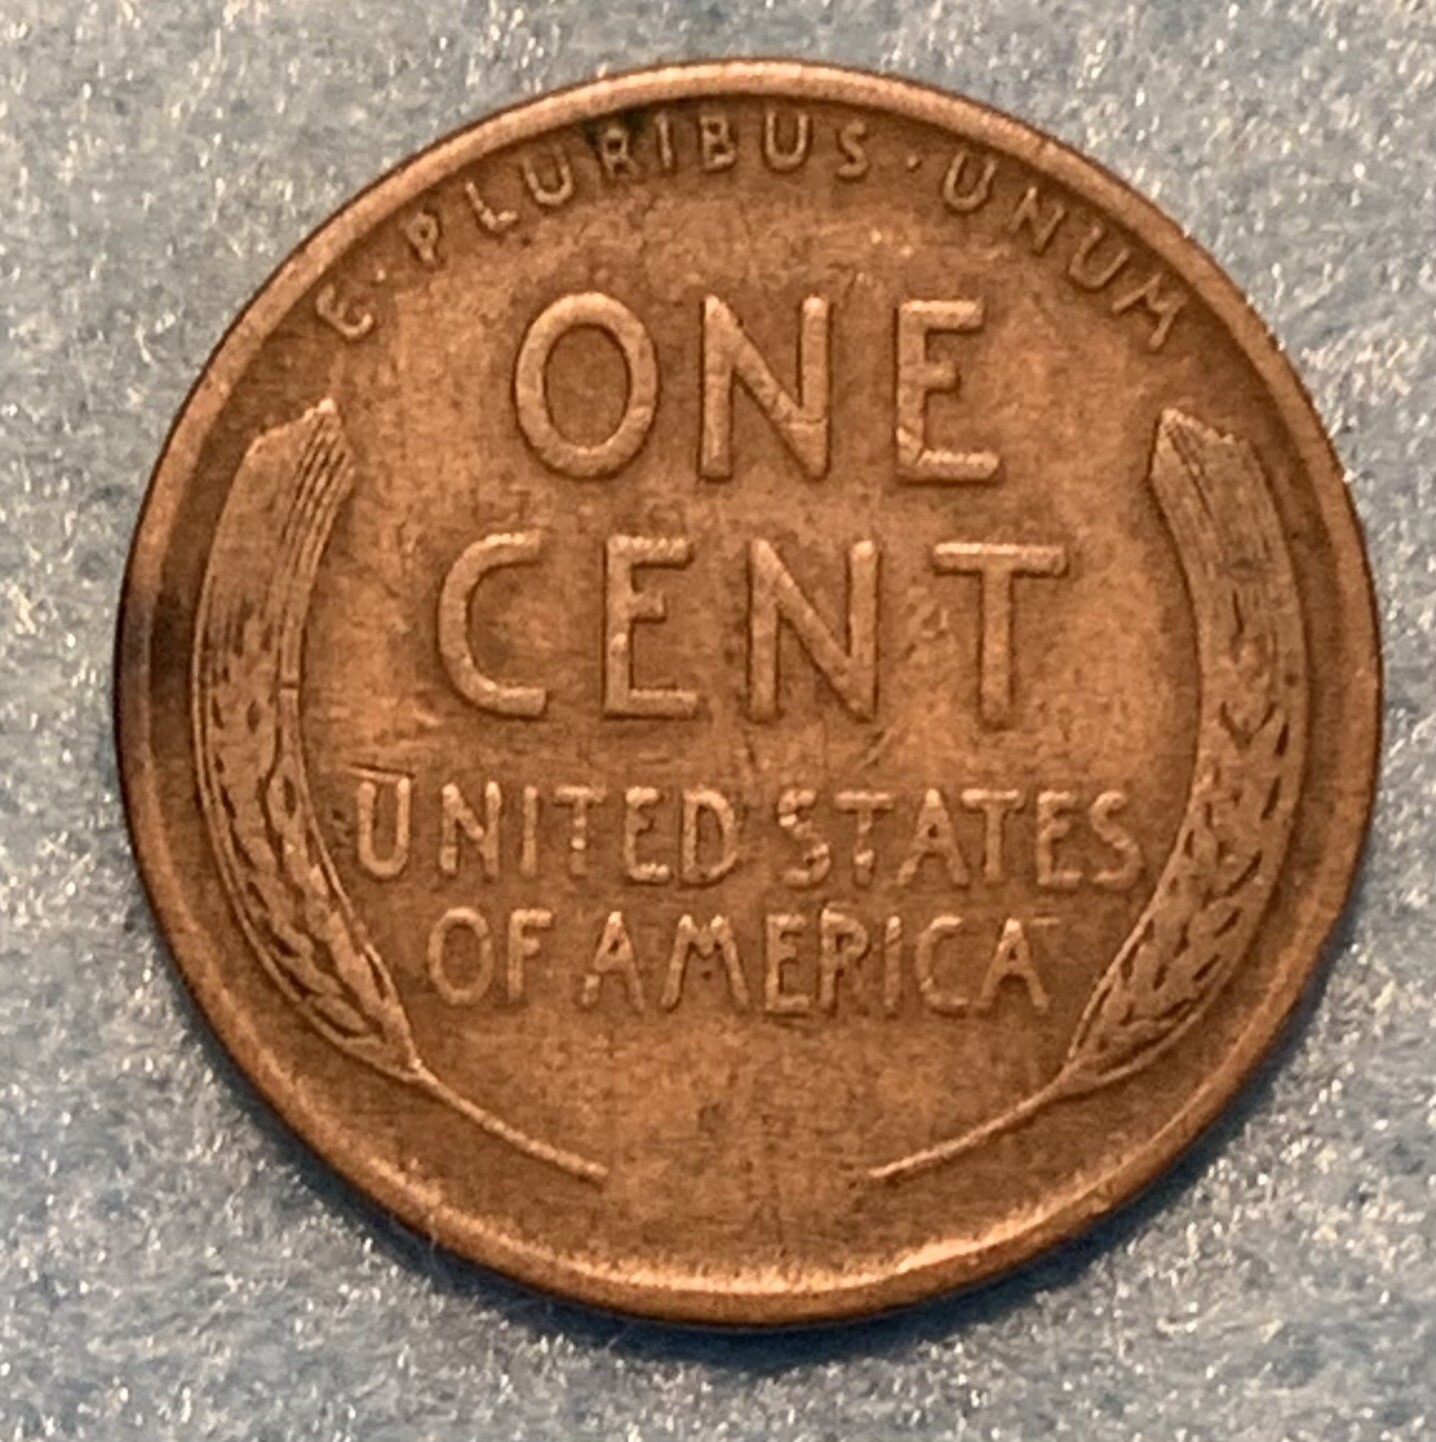 E·PLURIBUS·UNUM
ONE
CENT
UNITED STATES
OF AMERICA